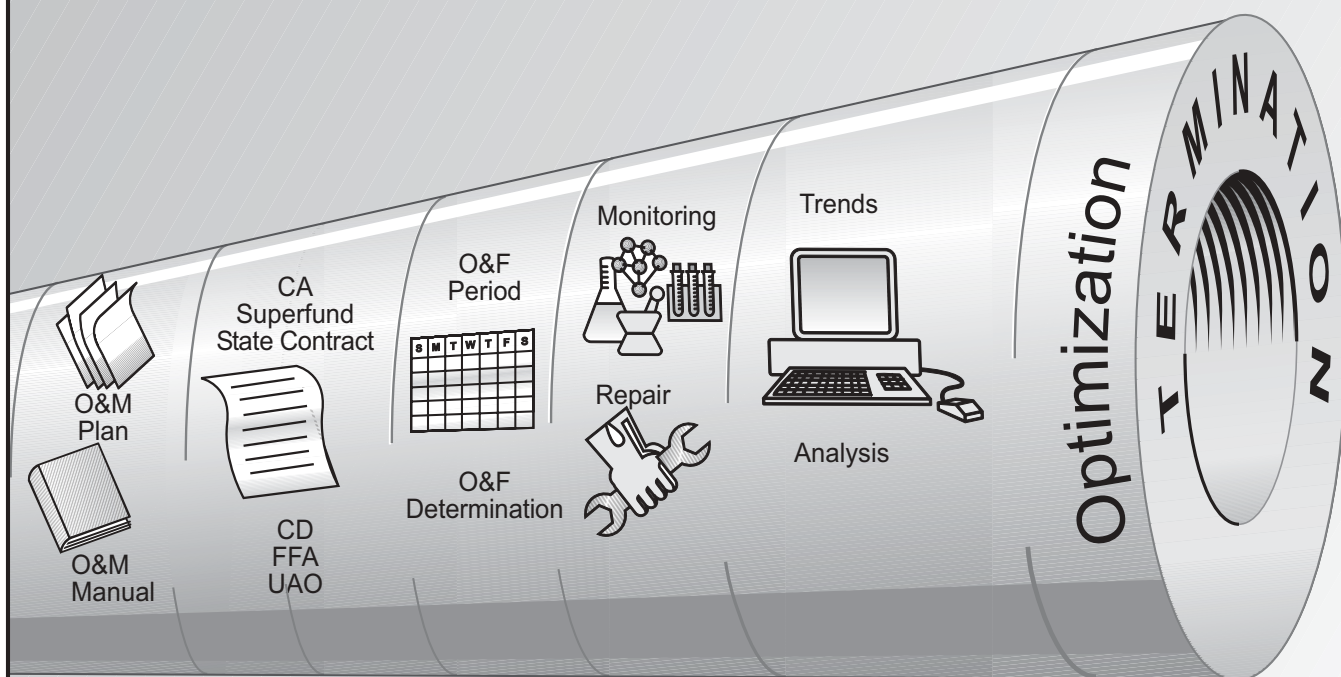 O&M
Plan
O&M
Manual
CA
Superfund
State Contract
CD
FFA
UAO
O&F
Period
S M T W T F S
O&F
Determination
Monitoring
Repair
Trends
Analysis
Optimization
TERMINATION